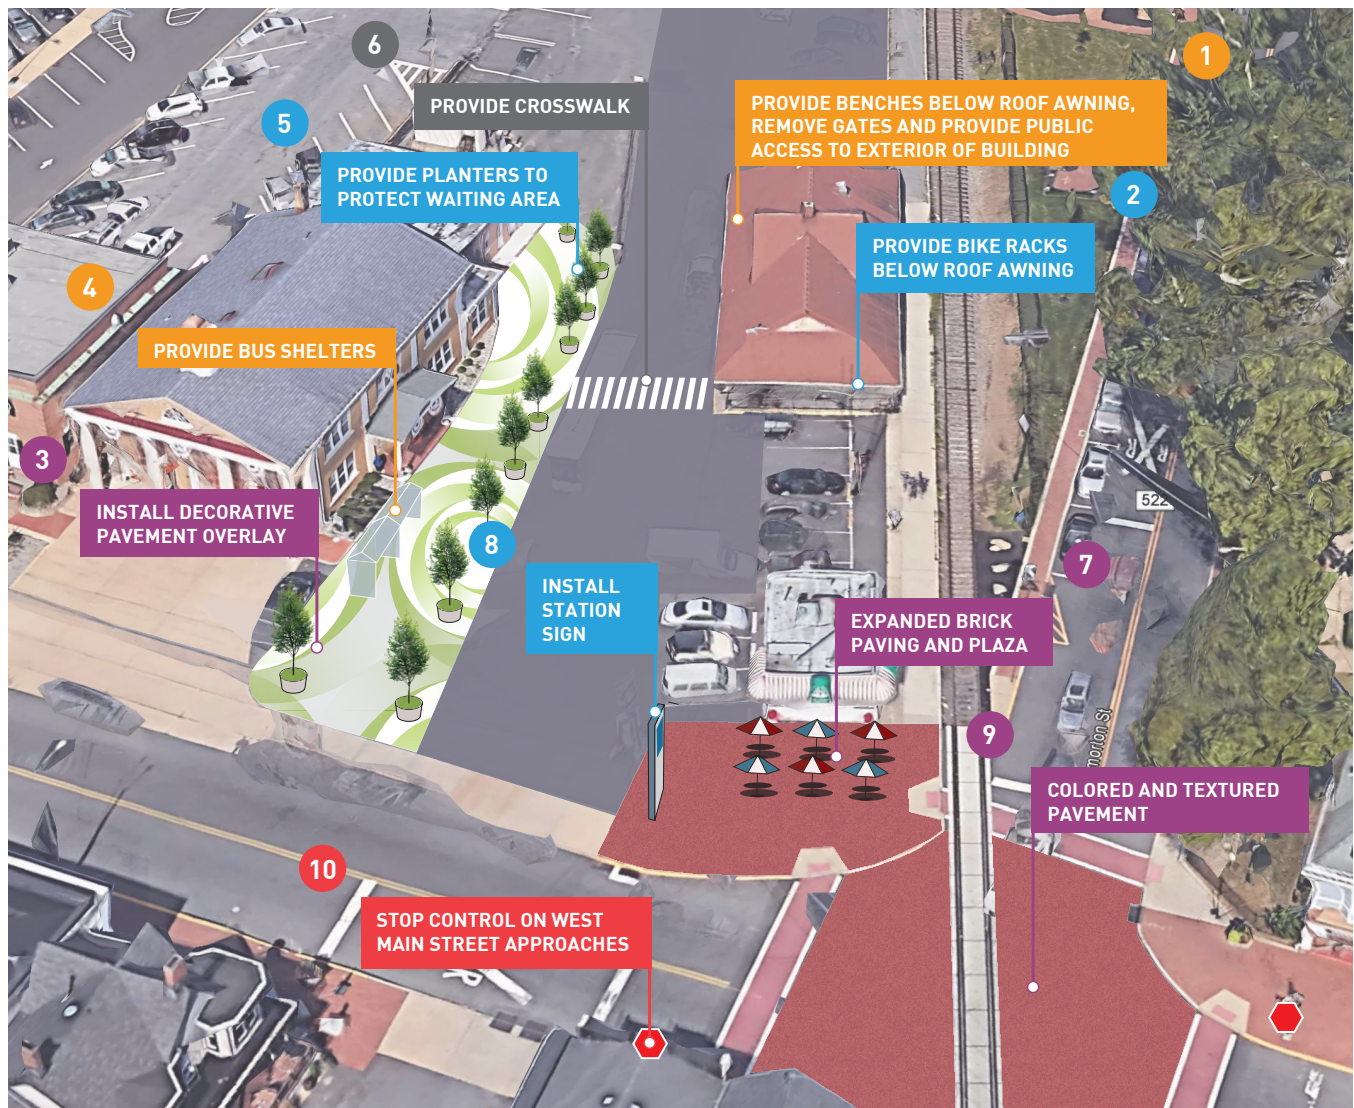 6
1
PROVIDE CROSSWALK
PROVIDE BENCHES BELOW ROOF AWNING,
REMOVE GATES AND PROVIDE PUBLIC
ACCESS TO EXTERIOR OF BUILDING
5
PROVIDE PLANTERS TO
PROTECT WAITING AREA
2
PROVIDE BIKE RACKS
BELOW ROOF AWNING
4
PROVIDE BUS SHELTERS
3
INSTALL DECORATIVE
PAVEMENT OVERLAY
522
8
7
INSTALL
STATION
SIGN
EXPANDED BRICK
PAVING AND PLAZA
9
morton St
COLORED AND TEXTURED
PAVEMENT
10
STOP CONTROL ON WEST
MAIN STREET APPROACHES